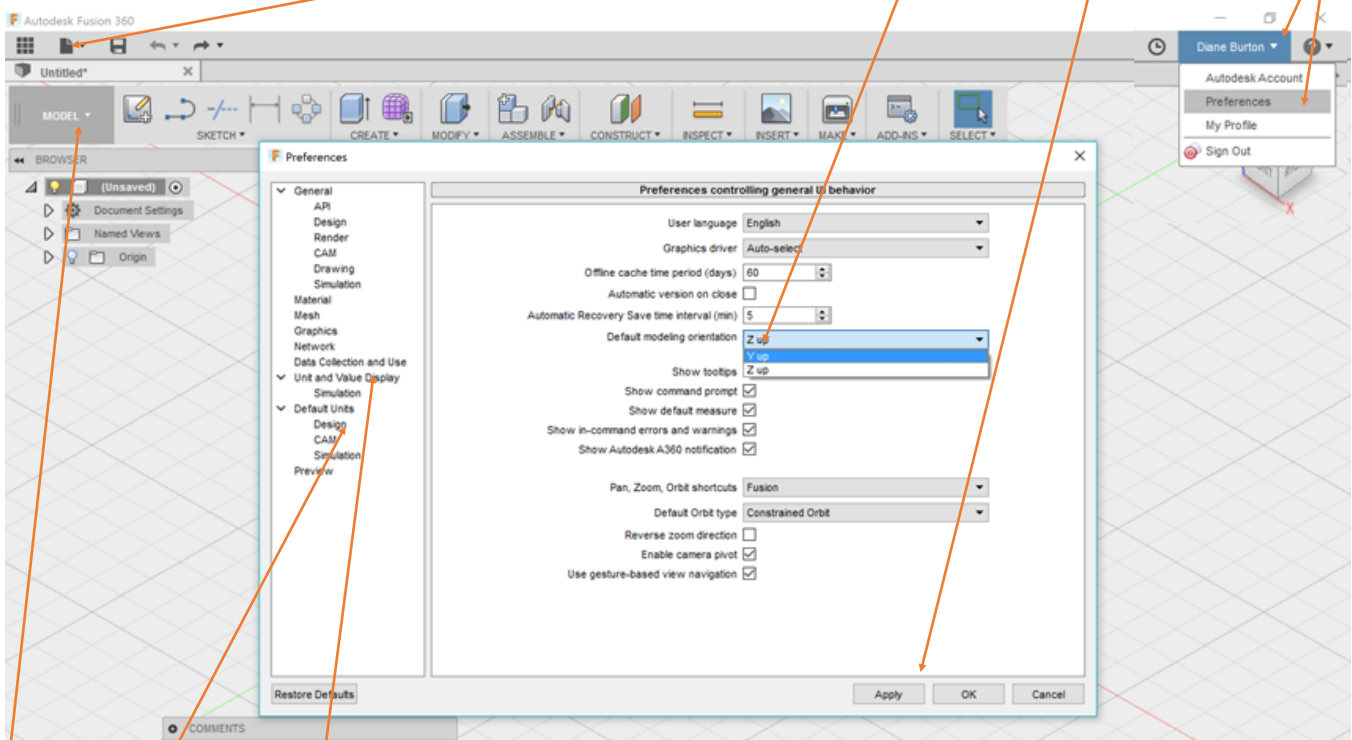 Autodesk Fusion 360
Diane Burton
Untitled*
Autodesk Account
Preferences
My Profile
Sign Out
MODEL
SKETCH
CREATE
MODIFY
ASSEMBLE
CONSTRUCT
INSPECT
INSERT
MAKE
ADD-INS
SELECT
BROWSER
(Unsaved)
Document Settings
Named Views
Origin
X
Preferences
General
API
Design
Render
CAM
Drawing
Simulation
Material
Mesh
Graphics
Network
Data Collection and Use
Unit and Value Display
Simulation
Default Units
Design
CAM
Simulation
Preview
Preferences controlling general UI behavior
User language English
Graphics driver Auto-select
Offline cache time period (days) 60
Automatic version on close
Automatic Recovery Save time interval (min) 5
Default modeling orientation Z up
Y up
Show tooltips Z up
Show command prompt
Show default measure
Show in-command errors and warnings
Show Autodesk A360 notification
Pan, Zoom, Orbit shortcuts Fusion
Default Orbit type Constrained Orbit
Reverse zoom direction
Enable camera pivot
Use gesture-based view navigation
Restore Defaults
Apply OK Cancel
COMMENTS